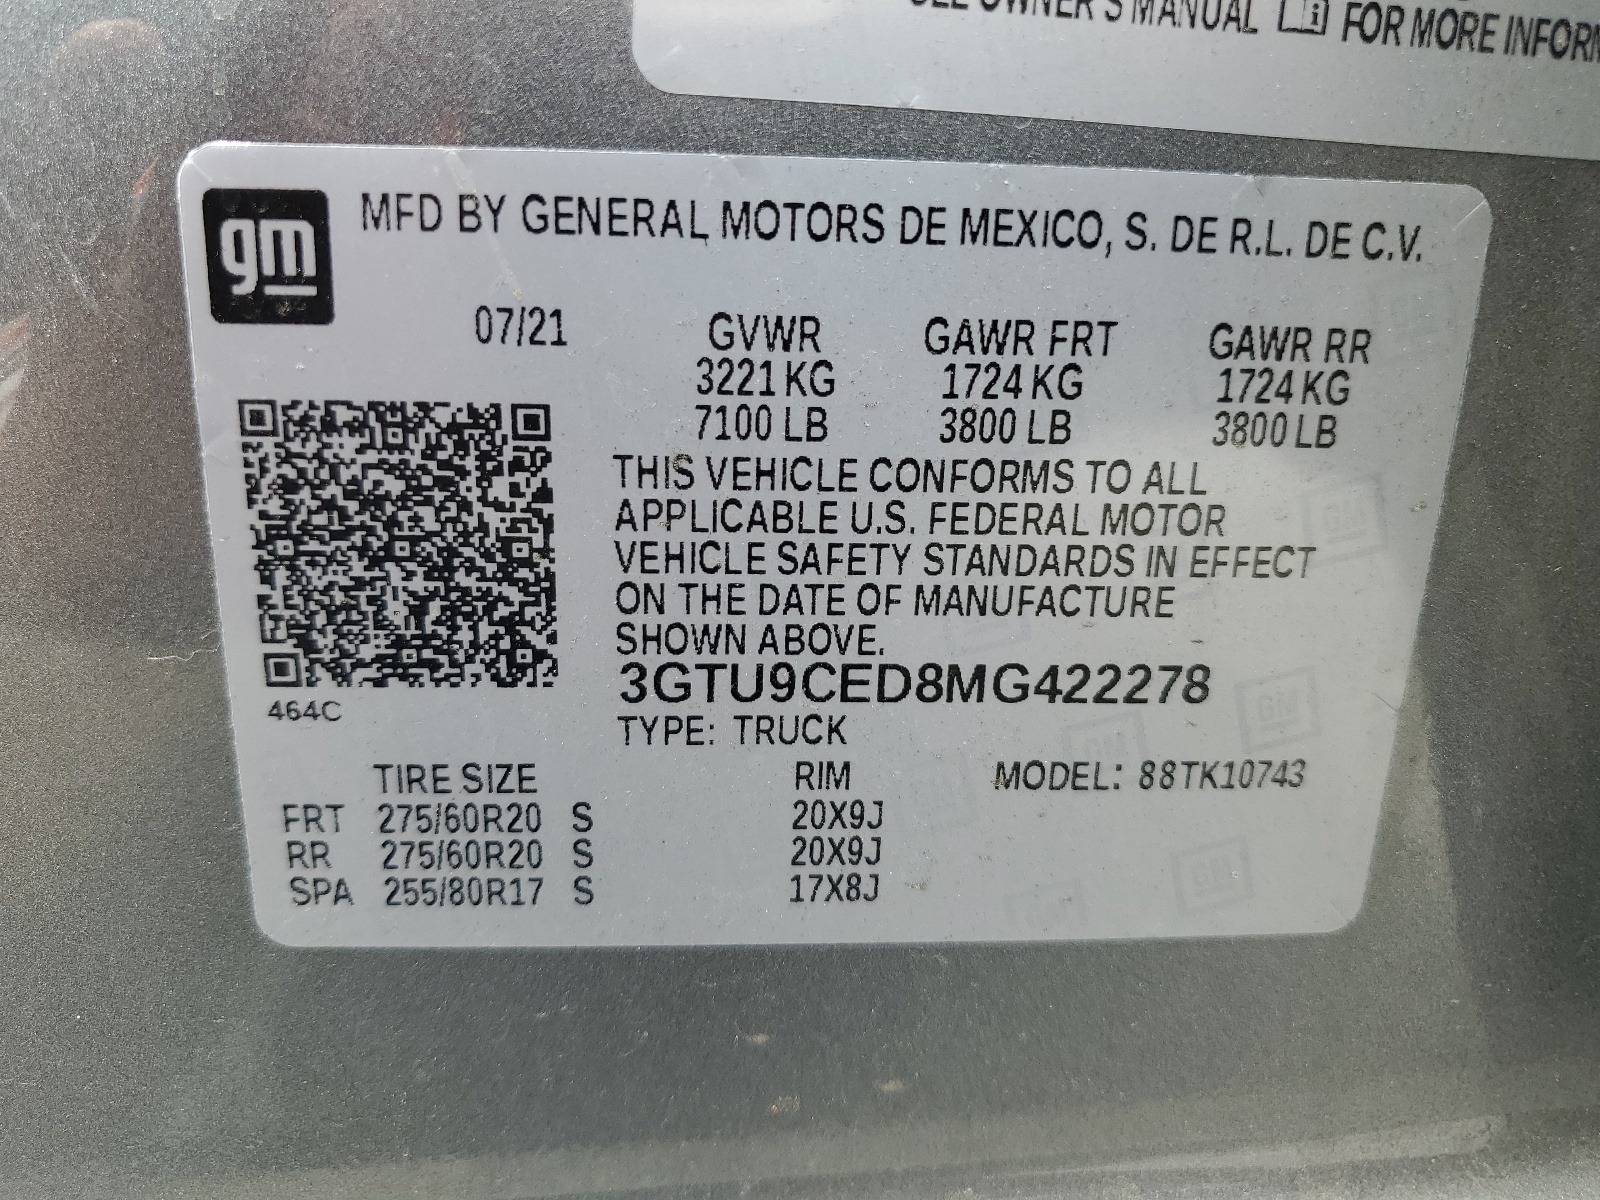 OWNER'S MANUAL FOR MORE
gm
MFD BY GENERAL MOTORS DE MEXICO, S. DE R.L. DE C.V.
07/21 GVWR GAWR FRT GAWR RR
3221 KG 1724 KG 1724 KG
7100 LB 3800 LB 3800 LB
THIS VEHICLE CONFORMS TO ALL
APPLICABLE U.S. FEDERAL MOTOR
VEHICLE SAFETY STANDARDS IN EFFECT
ON THE DATE OF MANUFACTURE
SHOWN ABOVE.
3GTU9CED8MG422278
464C
TYPE: TRUCK
TIRE SIZE RIM MODEL: 88TK10743
FRT 275/60R20 S 20X9J
RR 275/60R20 S 20X9J
SPA 255/80R17 S 17X8J